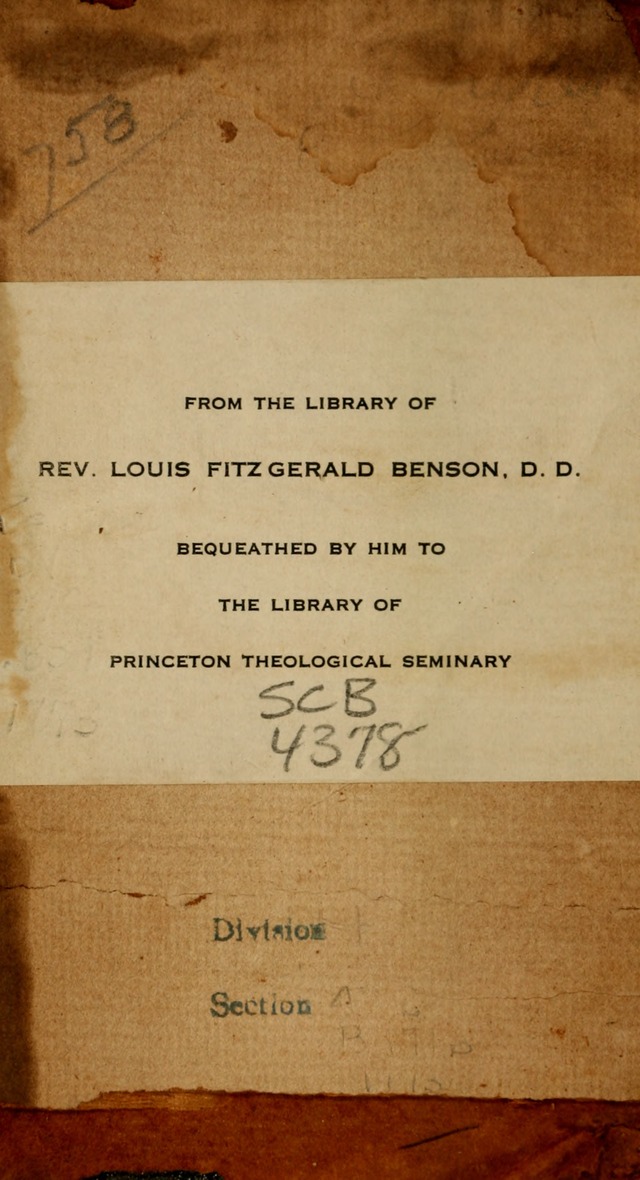 758
FROM THE LIBRARY OF
REV. LOUIS FITZGERALD BENSON, D. D.
BEQUEATHED BY HIM TO
THE LIBRARY OF
PRINCETON THEOLOGICAL SEMINARY
SCB
4378
Division
Section